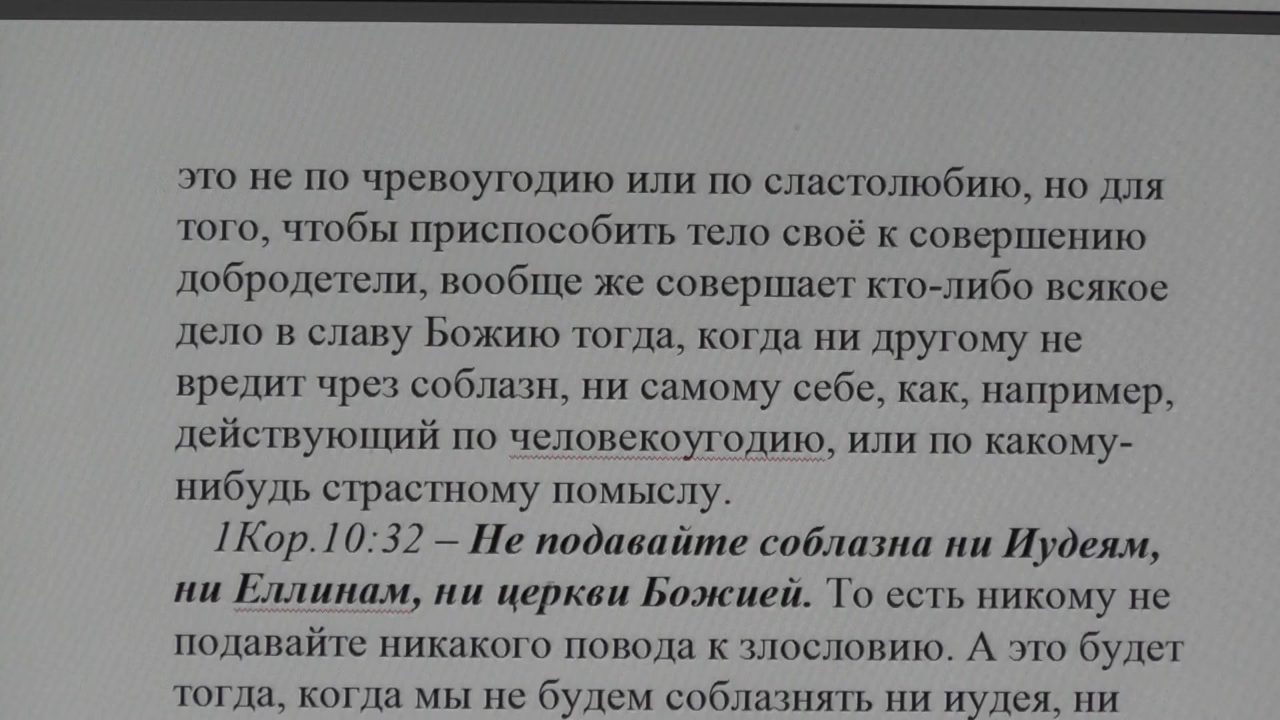 это не по чревоугодию или по сластолюбию, но для
того, чтобы приспособить тело своё к совершению
добродетели, вообще же совершает кто-либо всякое
дело в славу Божию тогда, когда ни другому не
вредит чрез соблазн, ни самому себе, как, например,
действующий по человекоугодию, или по какому-
нибудь страстному помыслу.
1Кор.10:32 – Не подавайте соблазна ни Иудеям,
ни Еллинам, ни церкви Божией. То есть никому не
подавайте никакого повода к злословию. А это будет
тогда, когда мы не будем соблазнять ни иудея, ни